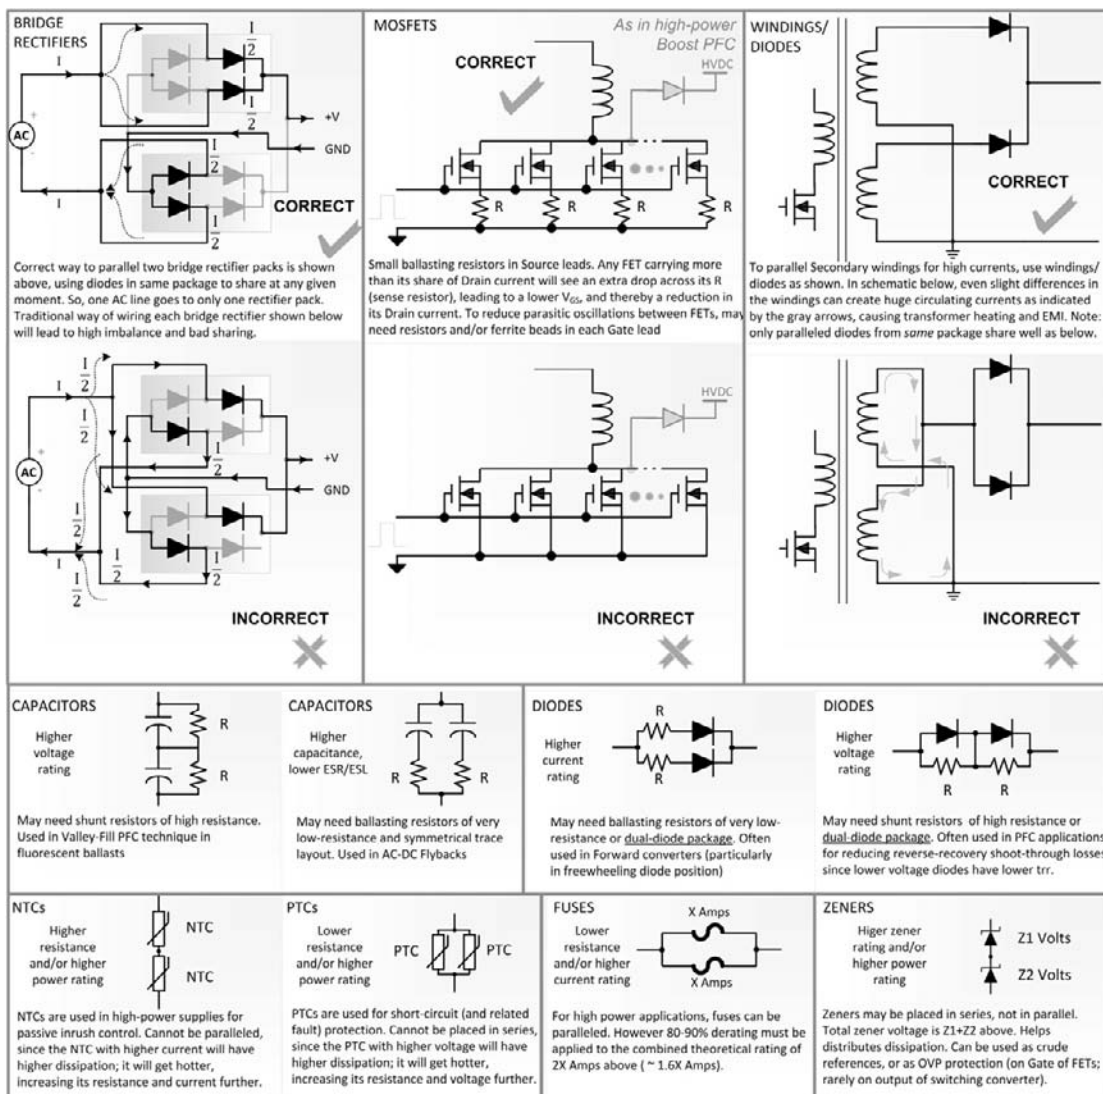 BRIDGE
RECTIFIERS
I
I/2
I/2
AC
+
-
+V
GND
I
I/2
I/2
CORRECT
Correct way to parallel two bridge rectifier packs is shown
above, using diodes in same package to share at any given
moment. So, one AC line goes to only one rectifier pack.
Traditional way of wiring each bridge rectifier shown below
will lead to high imbalance and bad sharing.
I
I/2
I/2
I/2
AC
+V
GND
I/2
I
I/2
I/2
I/2
INCORRECT
MOSFETS
As in high-power
Boost PFC
CORRECT
HVDC
R
R
R
R
Small ballasting resistors in Source leads. Any FET carrying more
than its share of Drain current will see an extra drop across its R
(sense resistor), leading to a lower VGS, and thereby a reduction in
its Drain current. To reduce parasitic oscillations between FETs, may
need resistors and/or ferrite beads in each Gate lead
HVDC
INCORRECT
WINDINGS/
DIODES
CORRECT
To parallel Secondary windings for high currents, use windings/
diodes as shown. In schematic below, even slight differences in
the windings can create huge circulating currents as indicated
by the gray arrows, causing transformer heating and EMI. Note:
only paralleled diodes from same package share well as below.
INCORRECT
CAPACITORS
Higher
voltage
rating
R
R
May need shunt resistors of high resistance.
Used in Valley-Fill PFC technique in
fluorescent ballasts
CAPACITORS
Higher
capacitance,
lower ESR/ESL
R
R
May need ballasting resistors of very
low-resistance and symmetrical trace
layout. Used in AC-DC Flybacks
DIODES
Higher
current
rating
R
R
May need ballasting resistors of very low-
resistance or dual-diode package. Often
used in Forward converters (particularly
in freewheeling diode position)
DIODES
Higher
voltage
rating
R
R
May need shunt resistors of high resistance or
dual-diode package. Often used in PFC applications
for reducing reverse-recovery shoot-through losses
since lower voltage diodes have lower trr.
NTCs
Higher
resistance
and/or higher
power rating
NTC
NTC
NTCs are used in high-power supplies for
passive inrush control. Cannot be paralleled,
since the NTC with higher current will have
higher dissipation; it will get hotter,
increasing its resistance and current further.
PTCs
Lower
resistance
and/or higher
power rating
PTC
PTC
PTCs are used for short-circuit (and related
fault) protection. Cannot be placed in series,
since the PTC with higher voltage will have
higher dissipation; it will get hotter,
increasing its resistance and voltage further.
FUSES
Lower
resistance
and/or higher
current rating
X Amps
X Amps
For high power applications, fuses can be
paralleled. However 80-90% derating must be
applied to the combined theoretical rating of
2X Amps above ( ~ 1.6X Amps).
ZENERS
Higer zener
rating and/or
higher power
rating
Z1 Volts
Z2 Volts
Zeners may be placed in series, not in parallel.
Total zener voltage is Z1+Z2 above. Helps
distributes dissipation. Can be used as crude
references, or as OVP protection (on Gate of FETs;
rarely on output of switching converter).